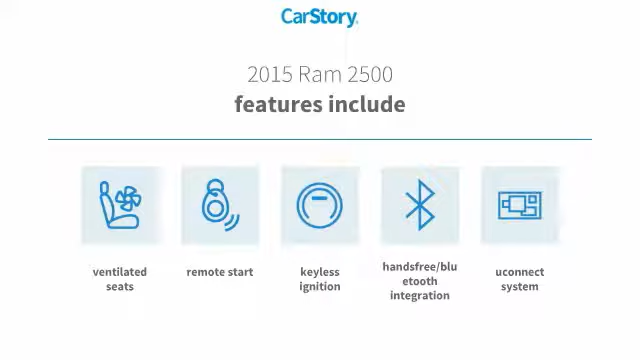 CarStory.
2015 Ram 2500
features include
ventilated
seats
remote start
keyless
ignition
handsfree/blu
etooth
integration
uconnect
system